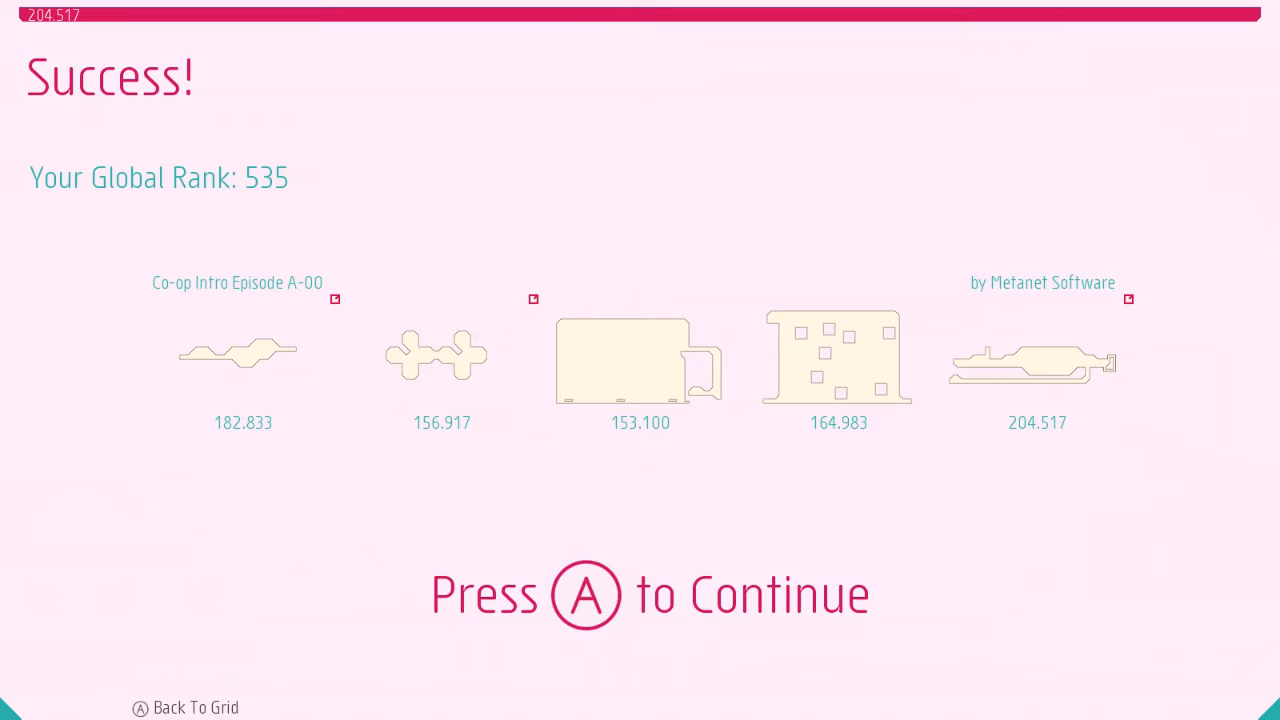 204.517
Success!
Your Global Rank: 535
Co-op Intro Episode A-00
by Metanet Software
182.833
156.917
153.100
164.983
204.517
Press A to Continue
A Back To Grid